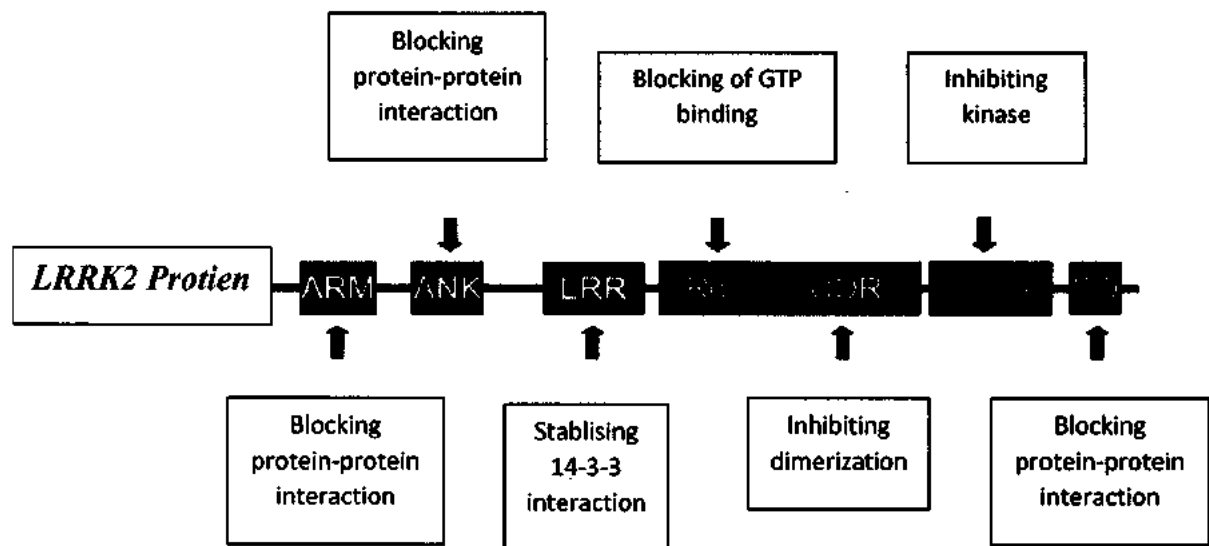 Blocking
protein-protein
interaction
Blocking of GTP
binding
Inhibiting
kinase
LRRK2 Protien
ARM
ANK
LRR
Blocking
protein-protein
interaction
Stablising
14-3-3
interaction
Inhibiting
dimerization
Blocking
protein-protein
interaction